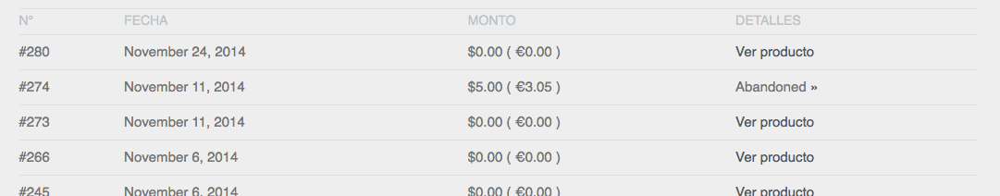 N° FECHA MONTO DETALLES
#280 November 24, 2014 $0.00 ( €0.00 ) Ver producto
#274 November 11, 2014 $5.00 ( €3.05 ) Abandoned »
#273 November 11, 2014 $0.00 ( €0.00 ) Ver producto
#266 November 6, 2014 $0.00 ( €0.00 ) Ver producto
#245 November 6, 2014 $0.00 ( €0.00 ) Ver producto